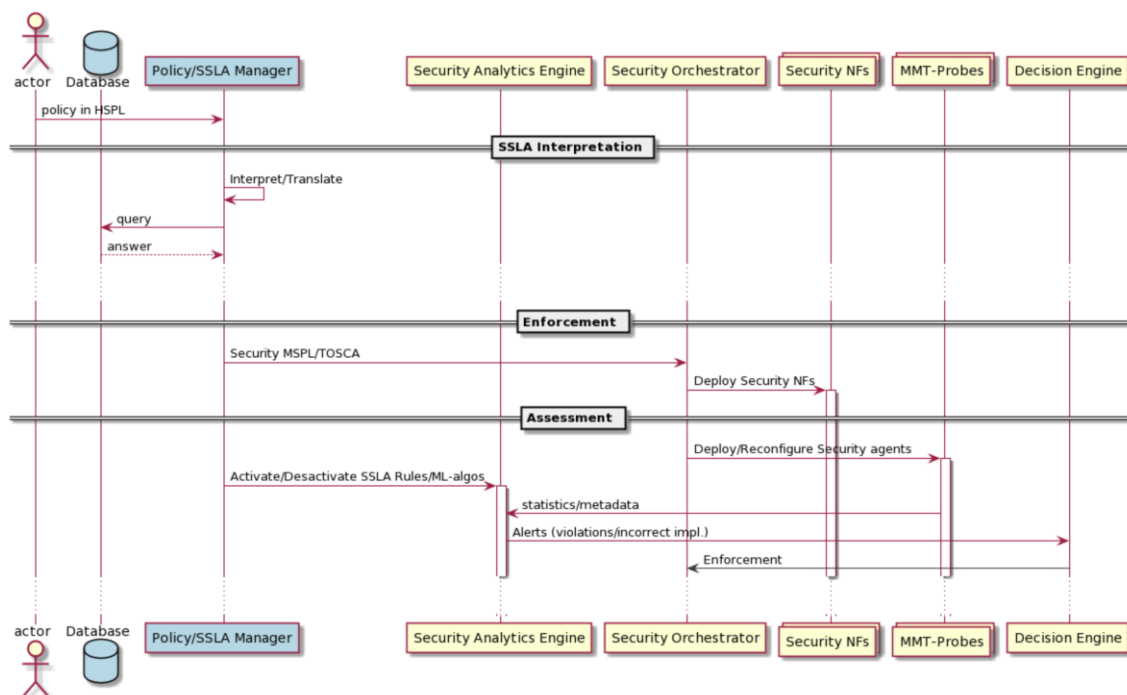 actor
Database
Policy/SSLA Manager
Security Analytics Engine
Security Orchestrator
Security NFs
MMT-Probes
Decision Engine
policy in HSPL
SSLA Interpretation
Interpret/Translate
query
answer
Enforcement
Security MSPL/TOSCA
Deploy Security NFs
Assessment
Deploy/Reconfigure Security agents
Activate/Desactivate SSLA Rules/ML-algos
statistics/metadata
Alerts (violations/incorrect impl.)
Enforcement
actor
Database
Policy/SSLA Manager
Security Analytics Engine
Security Orchestrator
Security NFs
MMT-Probes
Decision Engine